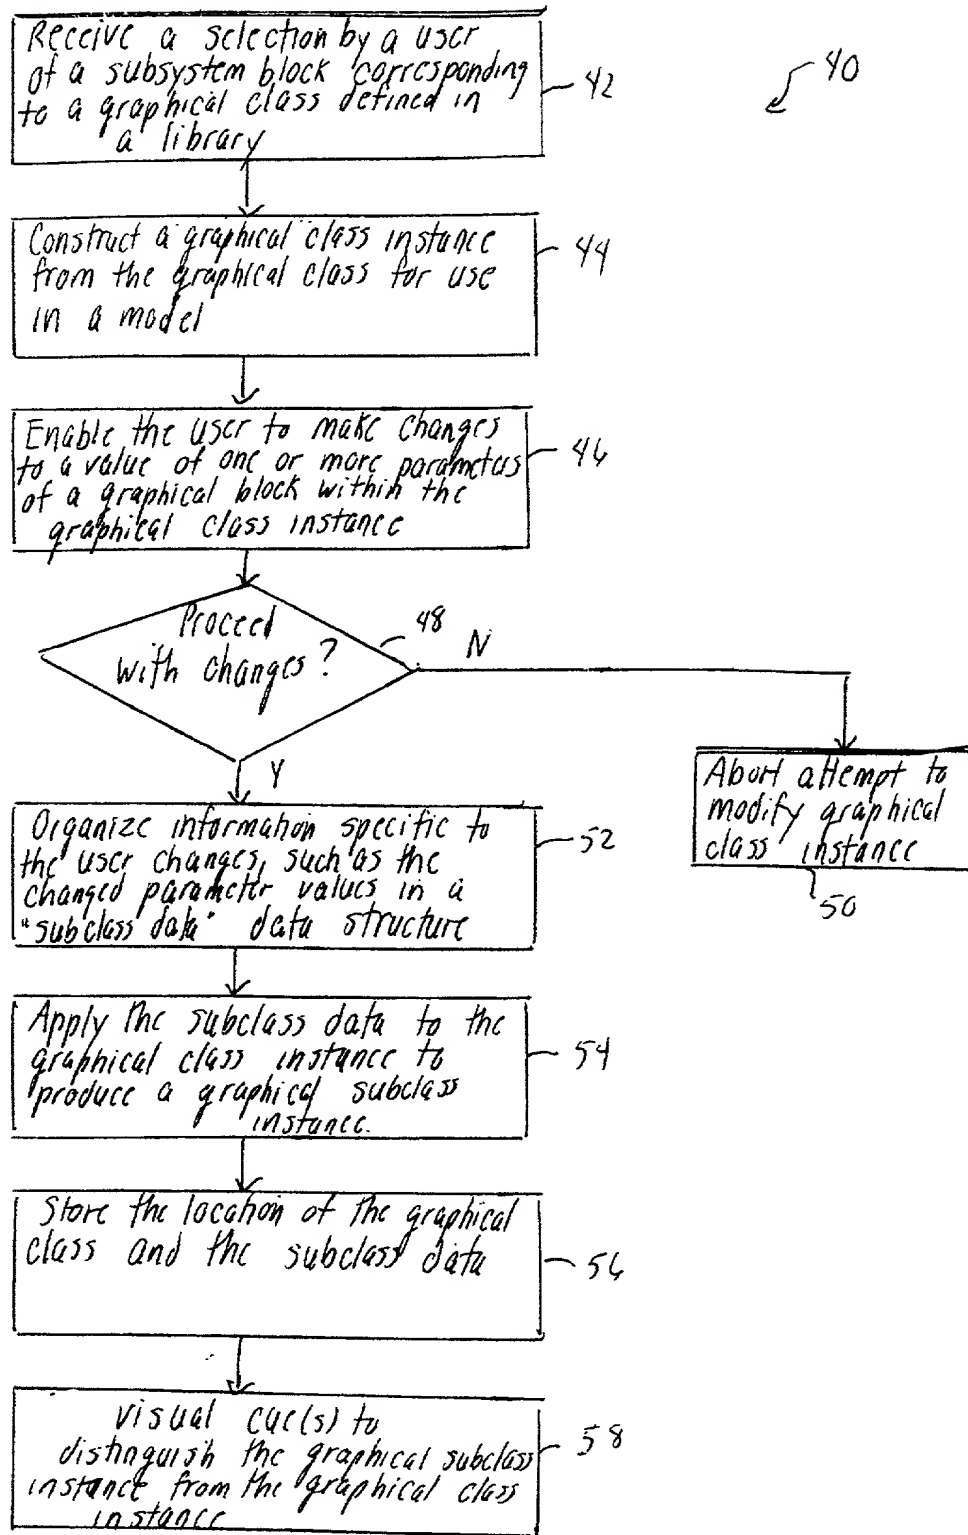 Receive a selection by a user
of a subsystem block corresponding
to a graphical class defined in
a library
42
40
Construct a graphical class instance
from the graphical class for use
in a model
44
Enable the user to make changes
to a value of one or more parameters
of a graphical block within the
graphical class instance
46
Proceed
with changes?
48
N
Y
Abort attempt to
modify graphical
class instance
50
Organize information specific to
the user changes, such as the
changed parameter values in a
"subclass data" data structure
52
Apply the subclass data to the
graphical class instance to
produce a graphical subclass
instance.
54
Store the location of the graphical
class and the subclass data
56
visual cue(s) to
distinguish the graphical subclass
instance from the graphical class
instance
58